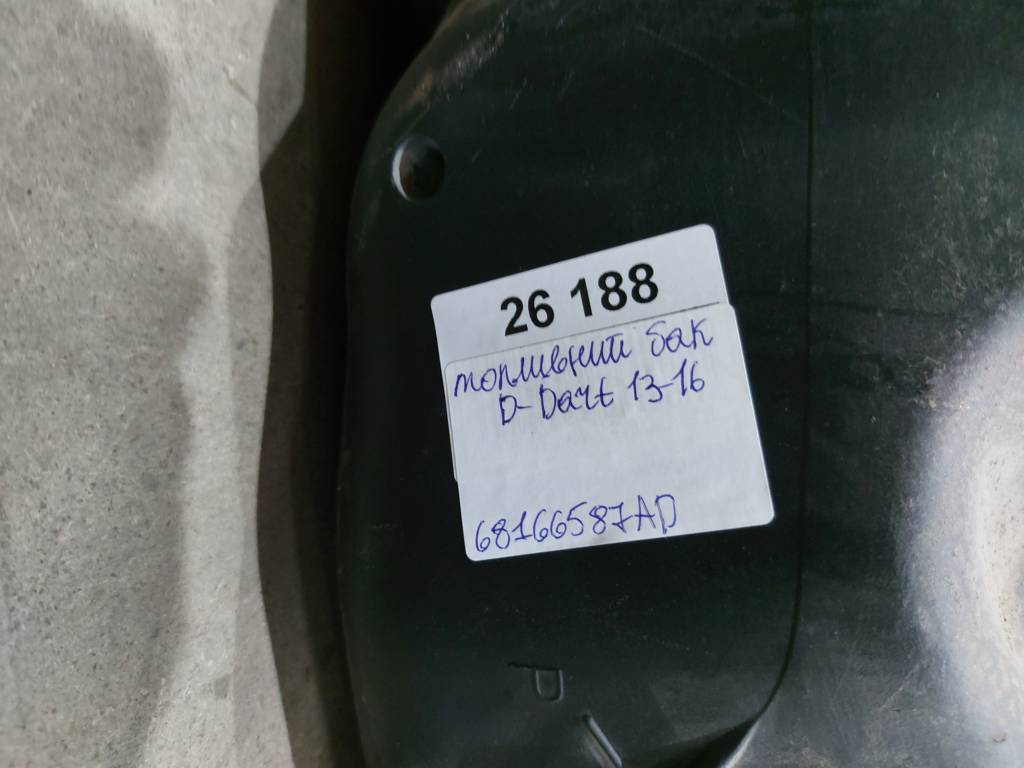 26 188
топливний бак
D-Dart 13-16
68166587AD
P